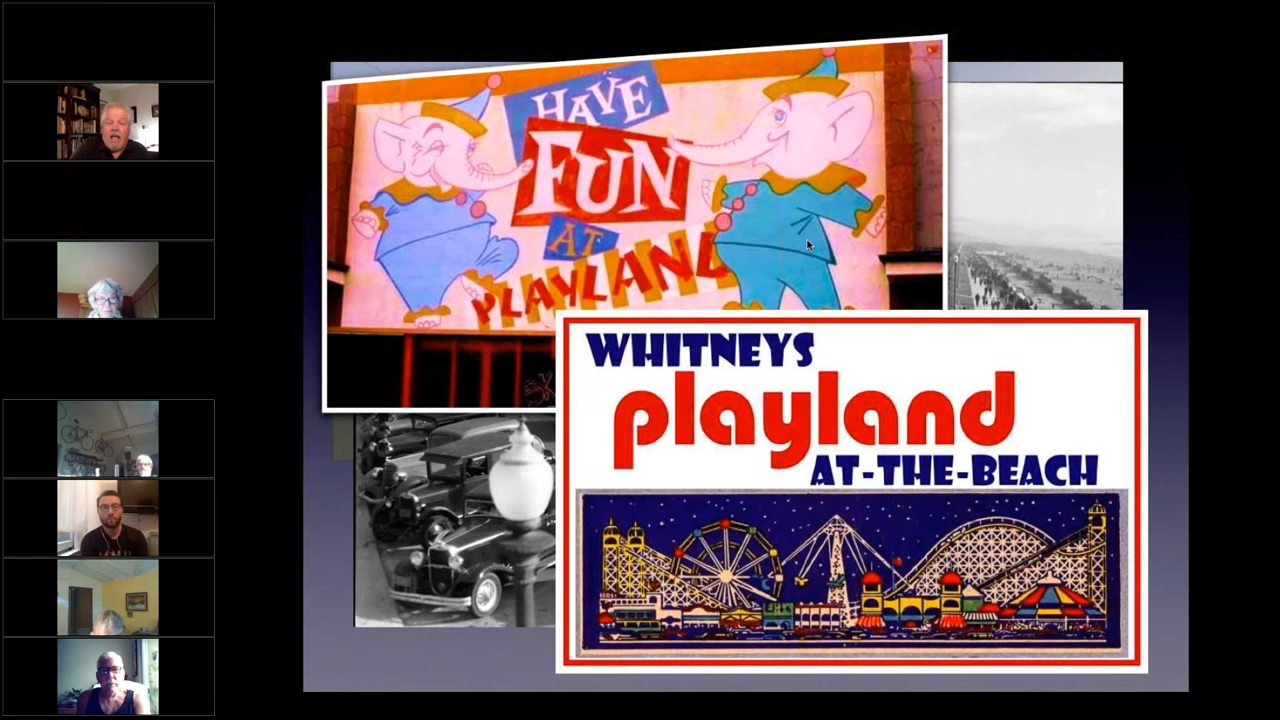 HAVE
FUN
AT
PLAYLAND
WHITNEYS
playland
AT-THE-BEACH